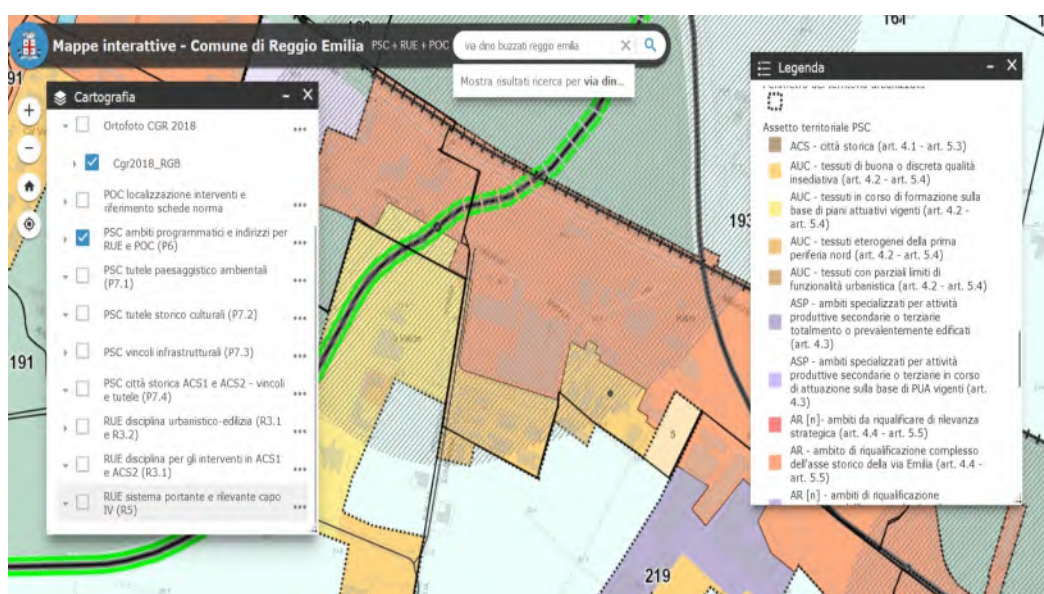 Mappe interattive - Comune di Reggio Emilia PSC + RUE + POC
via dino buzzati reggio emilia
Mostra risultati ricerca per via din...
Cartografia
Ortofoto CGR 2018
Cgr2018_RGB
POC localizzazione interventi e
riferimento schede norma
PSC ambiti programmatici e indirizzi per
RUE e POC (P6)
PSC tutele paesaggistico ambientali
(P7.1)
PSC tutele storico culturali (P7.2)
PSC vincoli infrastrutturali (P7.3)
PSC città storica ACS1 e ACS2 - vincoli
e tutele (P7.4)
RUE disciplina urbanistico-edilizia (R3.1
e R3.2)
RUE disciplina per gli interventi in ACS1
e ACS2 (R3.1)
RUE sistema portante e rilevante capo
IV (R5)
Legenda
Assetto territoriale PSC
ACS - città storica (art. 4.1 - art. 5.3)
AUC - tessuti di buona o discreta qualità
insediativa (art. 4.2 - art. 5.4)
AUC - tessuti in corso di formazione sulla
base di piani attuativi vigenti (art. 4.2 -
art. 5.4)
AUC - tessuti eterogenei della prima
periferia nord (art. 4.2 - art. 5.4)
AUC - tessuti con parziali limiti di
funzionalità urbanistica (art. 4.2 - art. 5.4)
ASP - ambiti specializzati per attività
produttive secondarie o terziarie
totalmento o prevalentemente edificati
(art. 4.3)
ASP - ambiti specializzati per attività
produttive secondarie o terziarie in corso
di attuazione sulla base di PUA vigenti (art.
4.3)
AR [n]- ambiti da riqualificare di rilevanza
strategica (art. 4.4 - art. 5.5)
AR - ambito di riqualificazione complesso
dell'asse storico della via Emilia (art. 4.4 -
art. 5.5)
AR [n] - ambiti di riqualificazione
191
191
193
5
219